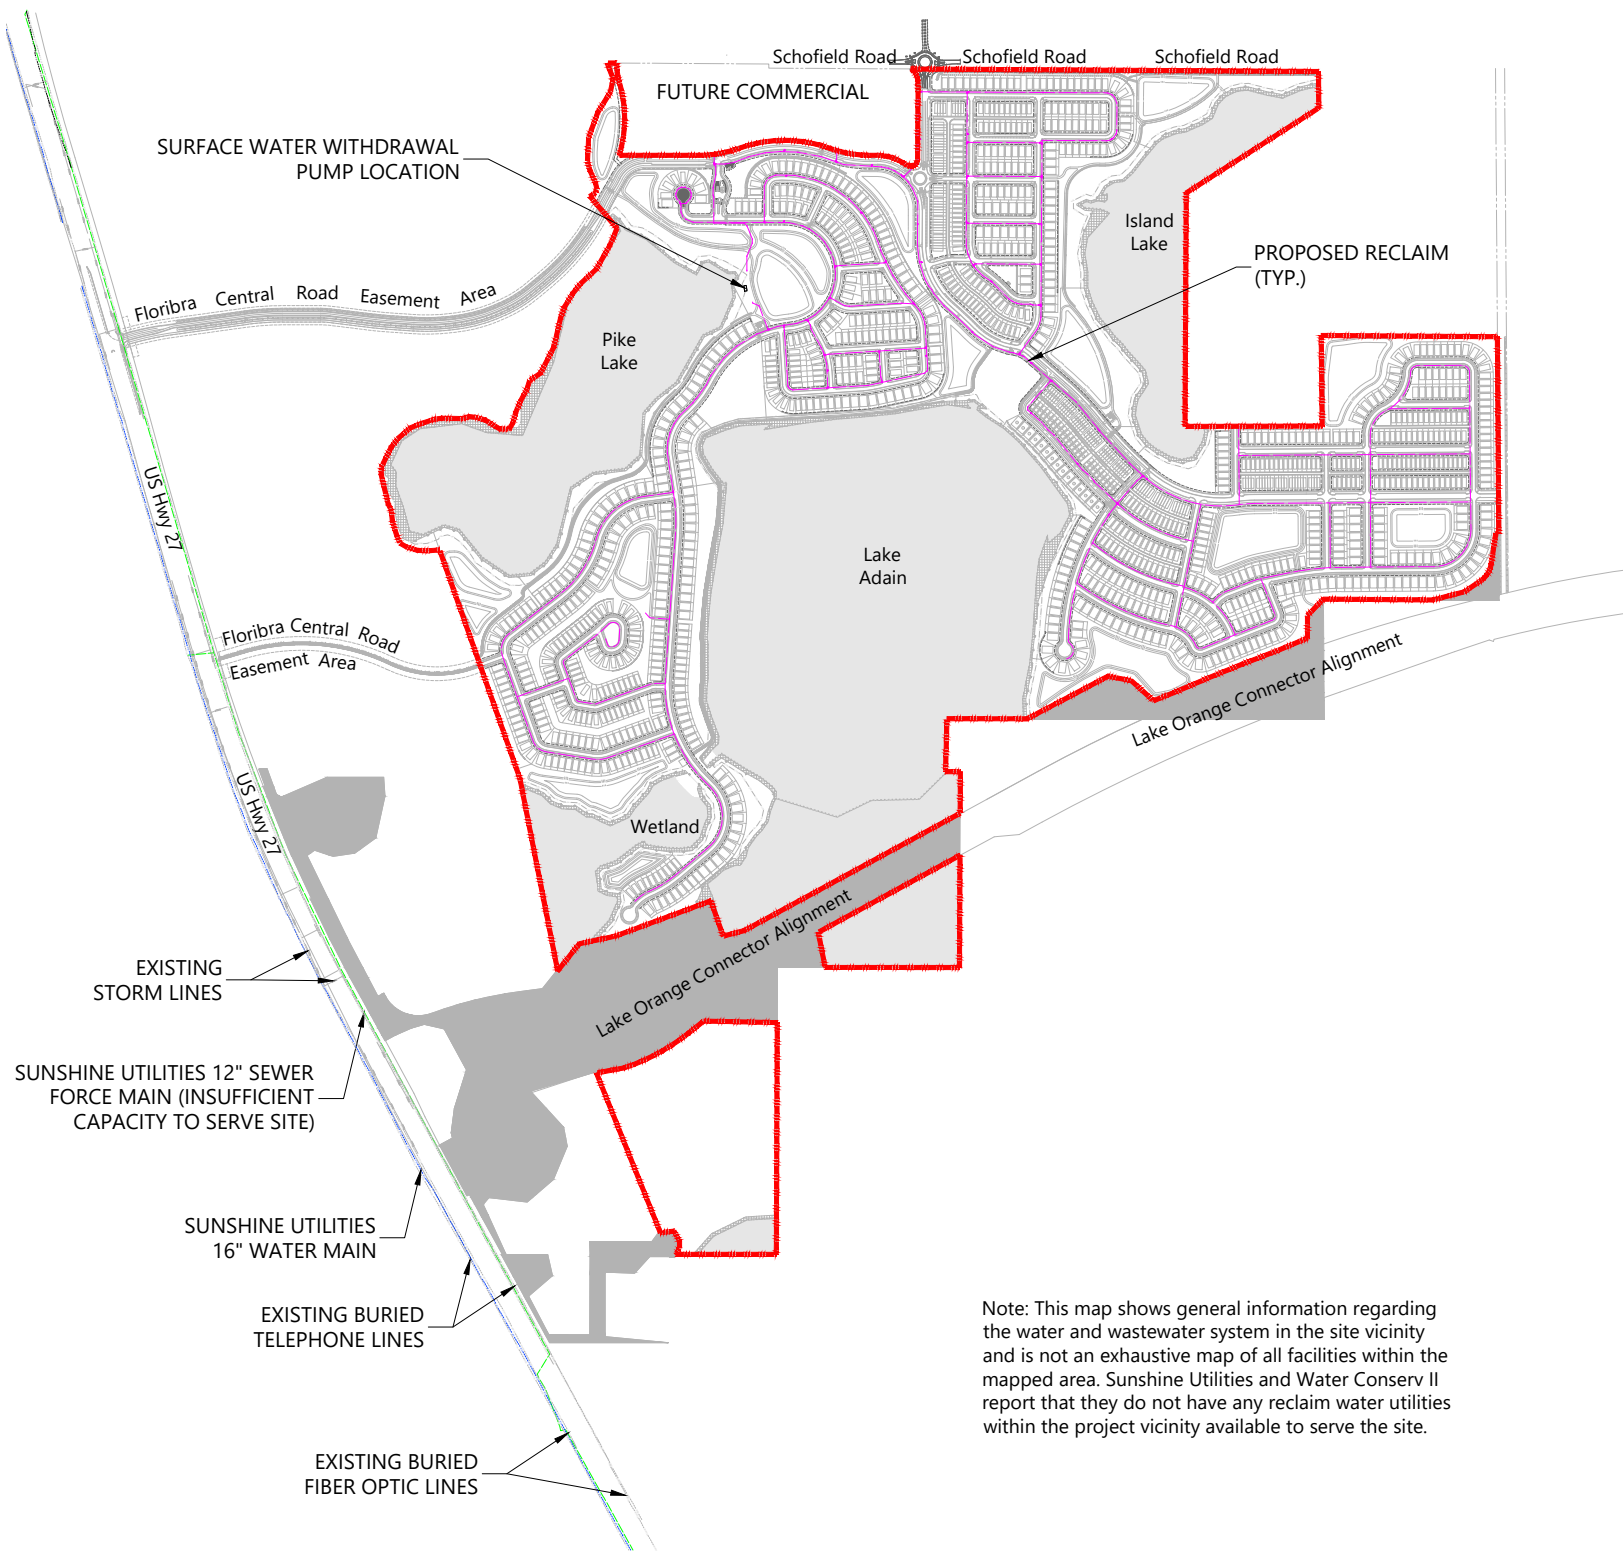 Schofield Road
Schofield Road
Schofield Road
FUTURE COMMERCIAL
SURFACE WATER WITHDRAWAL
PUMP LOCATION
Island
Lake
PROPOSED RECLAIM
(TYP.)
Floribra Central Road Easement Area
Pike
Lake
US Hwy 27
Lake
Adain
Floribra Central Road
Easement Area
Lake Orange Connector Alignment
US Hwy 27
Wetland
Lake Orange Connector Alignment
EXISTING
STORM LINES
SUNSHINE UTILITIES 12" SEWER
FORCE MAIN (INSUFFICIENT
CAPACITY TO SERVE SITE)
SUNSHINE UTILITIES
16" WATER MAIN
EXISTING BURIED
TELEPHONE LINES
EXISTING BURIED
FIBER OPTIC LINES
Note: This map shows general information regarding
the water and wastewater system in the site vicinity
and is not an exhaustive map of all facilities within the
mapped area. Sunshine Utilities and Water Conserv II
report that they do not have any reclaim water utilities
within the project vicinity available to serve the site.